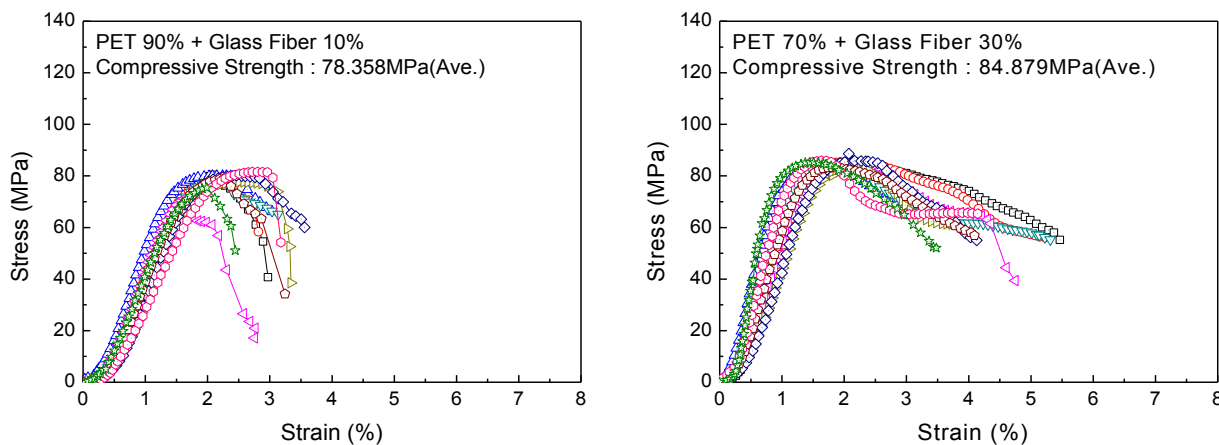 PET 90% + Glass Fiber 10%
Compressive Strength : 78.358MPa(Ave.)
Stress (MPa)
140
120
100
80
60
40
20
0
0 1 2 3 4 5 6 7 8
Strain (%)
PET 70% + Glass Fiber 30%
Compressive Strength : 84.879MPa(Ave.)
Stress (MPa)
140
120
100
80
60
40
20
0
0 1 2 3 4 5 6 7 8
Strain (%)